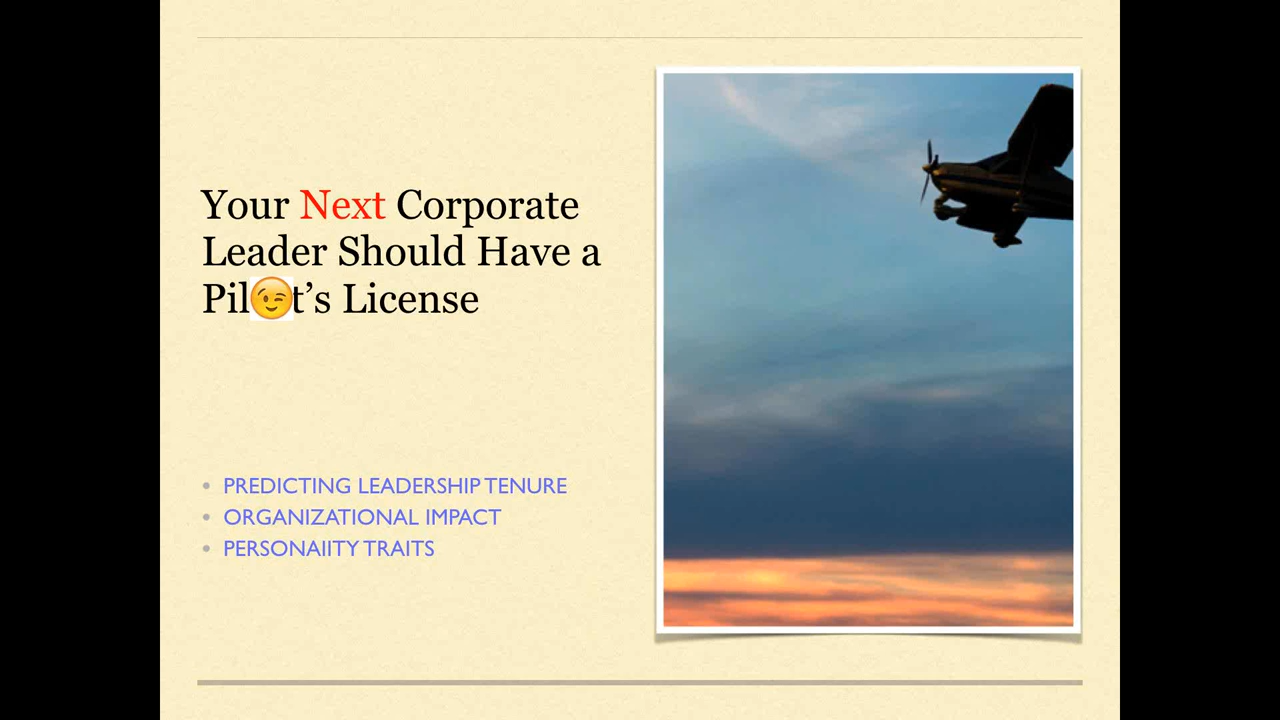 Your Next Corporate
Leader Should Have a
Pil😉t’s License
• PREDICTING LEADERSHIP TENURE
• ORGANIZATIONAL IMPACT
• PERSONAIITY TRAITS